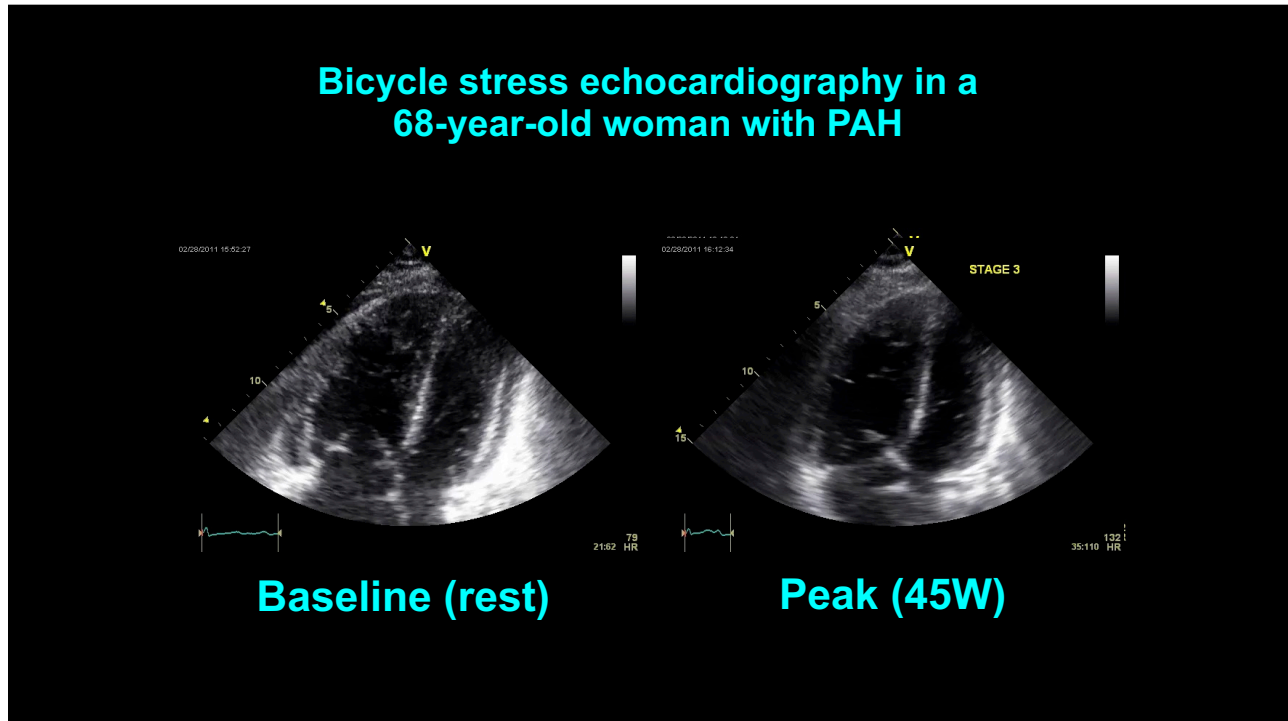 Bicycle stress echocardiography in a
68-year-old woman with PAH
02/28/2011 15:52:27
V
5
10
79
21:62 HR
Baseline (rest)
02/28/2011 16:12:34
V
STAGE 3
5
10
15
132
35:110 HR
Peak (45W)